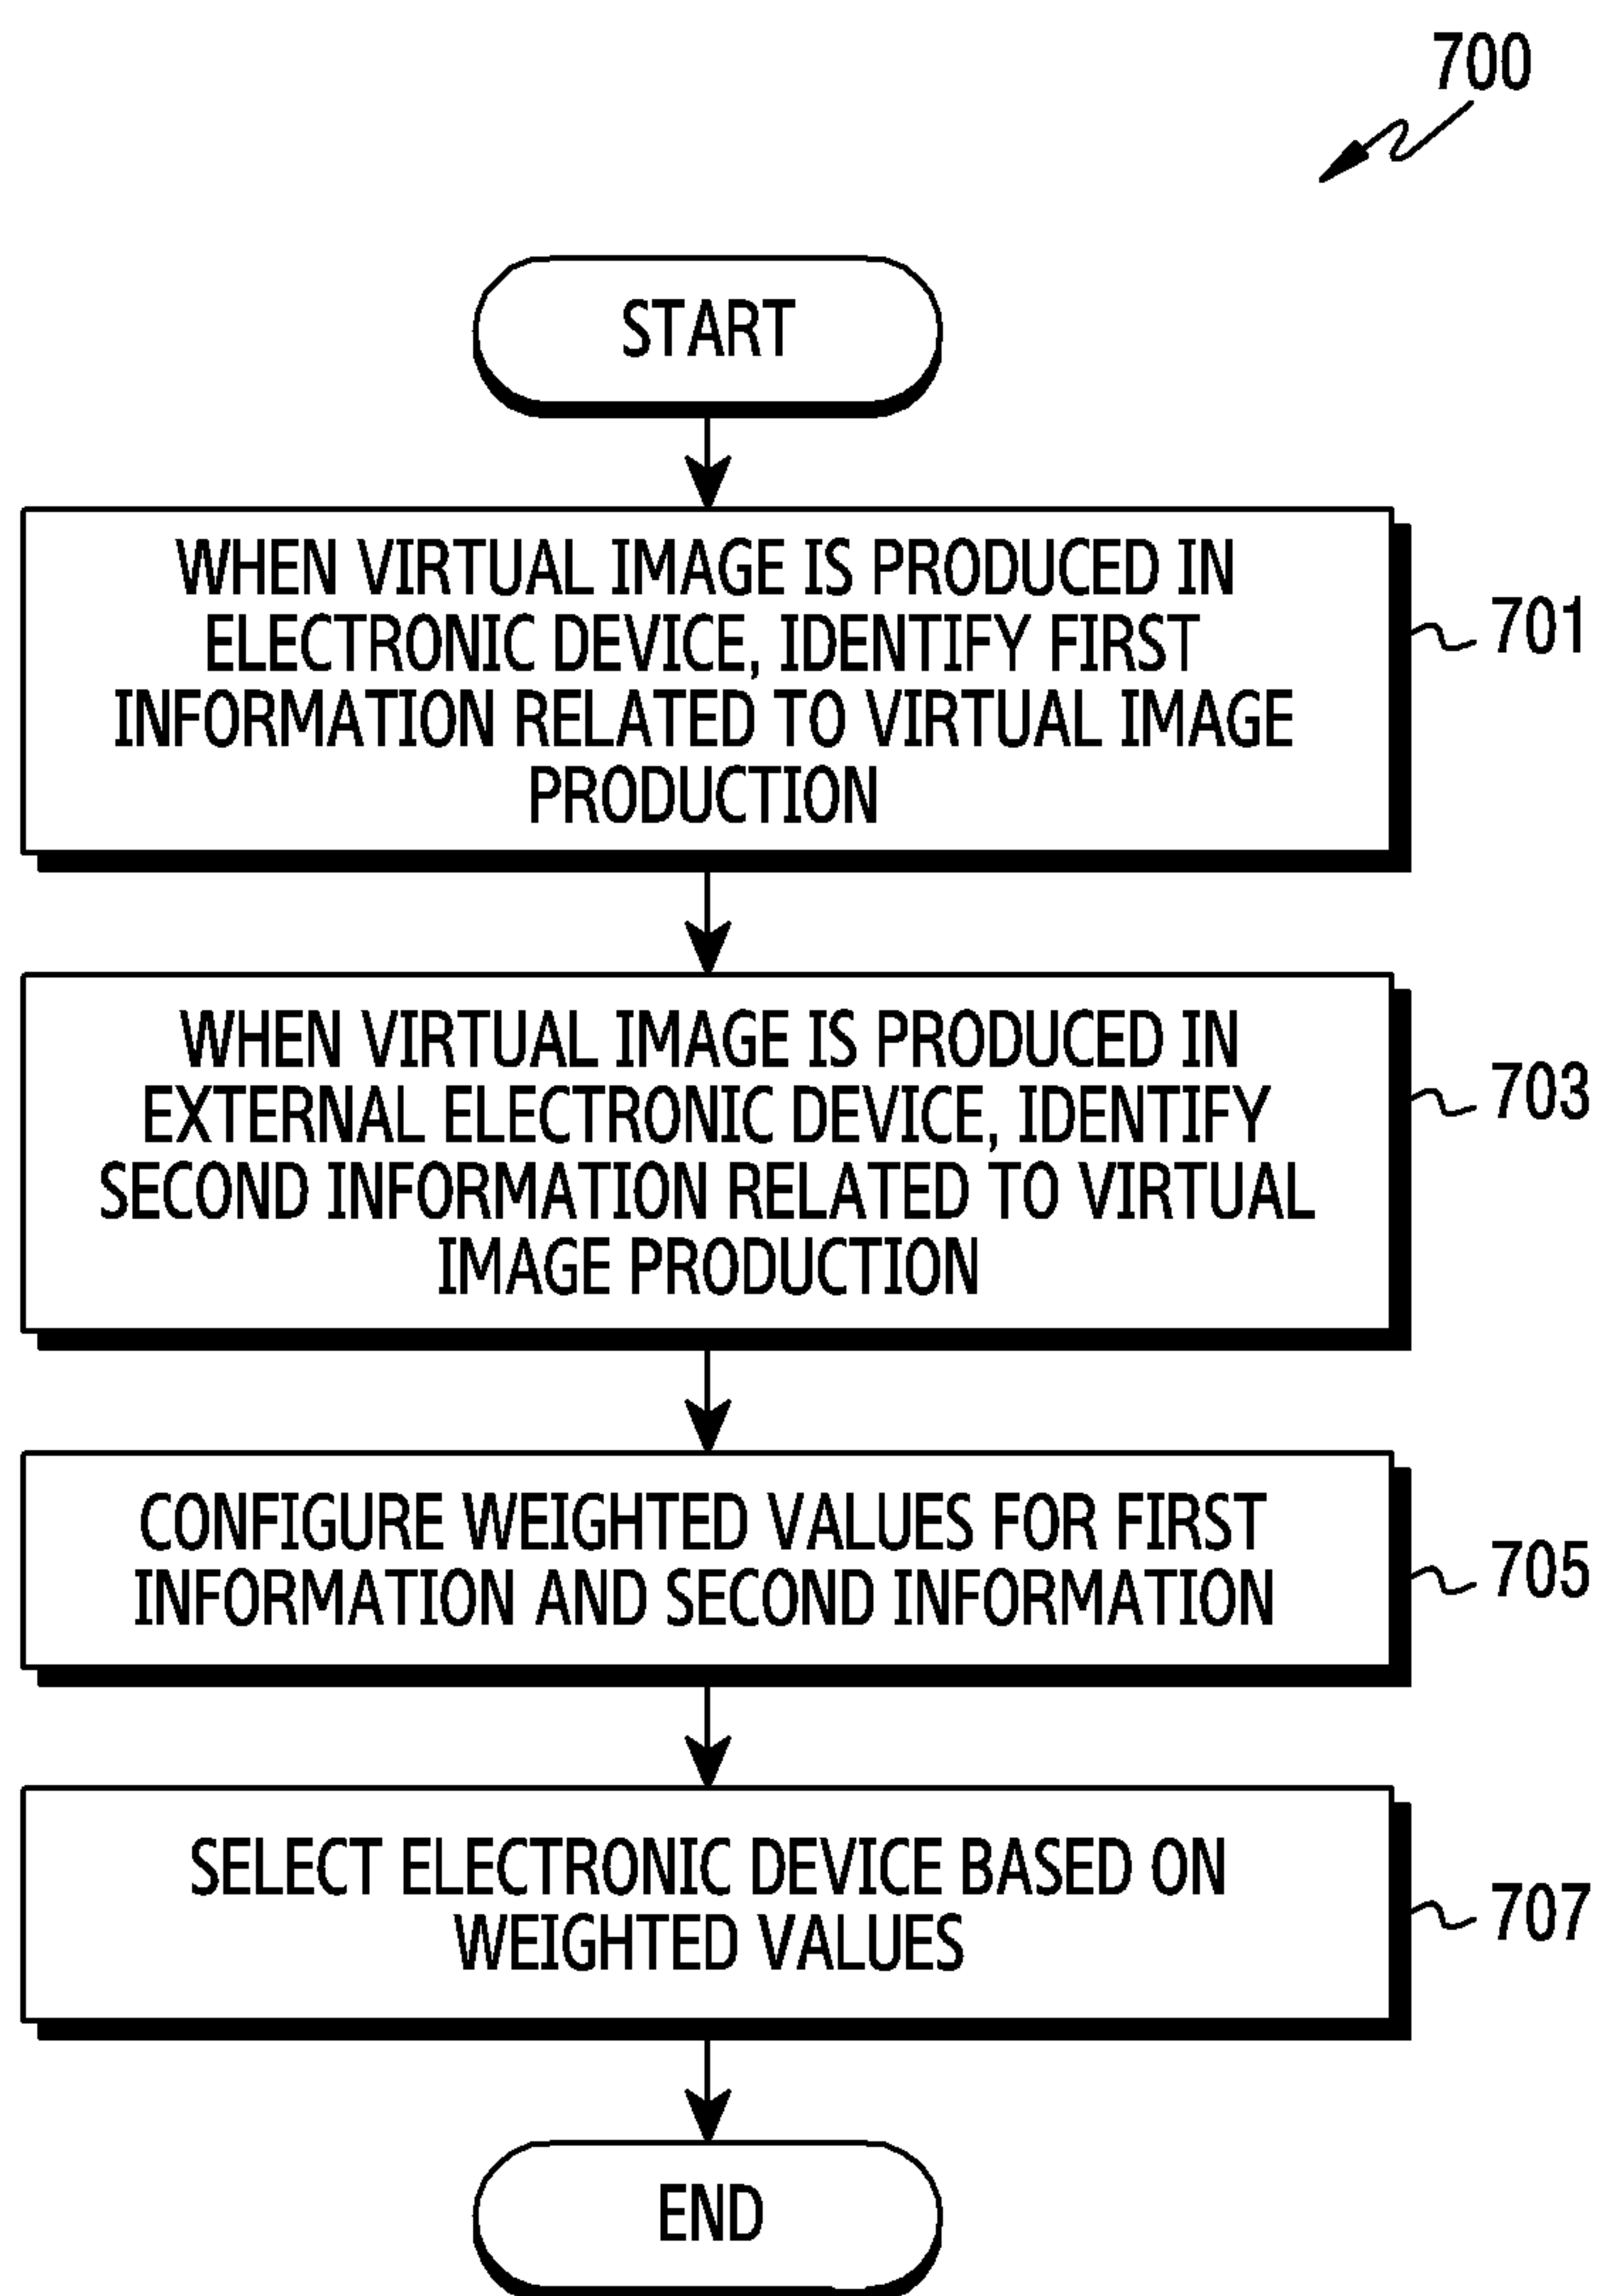 700
START
WHEN VIRTUAL IMAGE IS PRODUCED IN
ELECTRONIC DEVICE, IDENTIFY FIRST
INFORMATION RELATED TO VIRTUAL IMAGE
PRODUCTION
701
WHEN VIRTUAL IMAGE IS PRODUCED IN
EXTERNAL ELECTRONIC DEVICE, IDENTIFY
SECOND INFORMATION RELATED TO VIRTUAL
IMAGE PRODUCTION
703
CONFIGURE WEIGHTED VALUES FOR FIRST
INFORMATION AND SECOND INFORMATION
705
SELECT ELECTRONIC DEVICE BASED ON
WEIGHTED VALUES
707
END